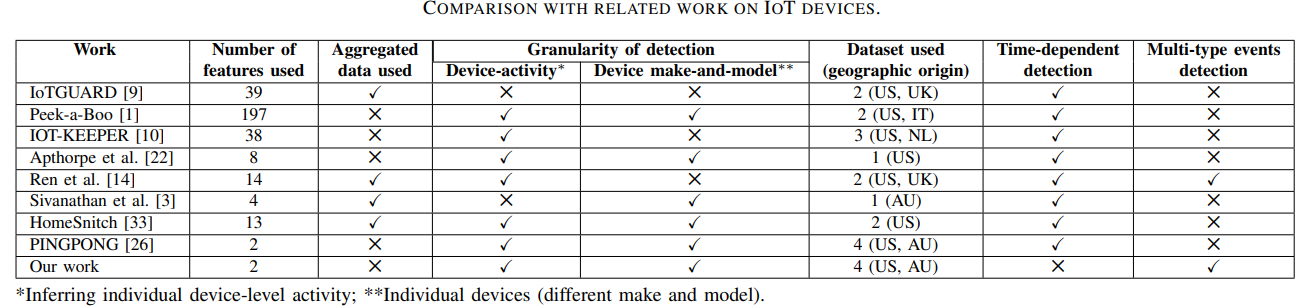 COMPARISON WITH RELATED WORK ON IOT DEVICES.
Work Number of features used Aggregated data used Granularity of detection Dataset used (geographic origin) Time-dependent detection Multi-type events detection
Device-activity* Device make-and-model**
IoTGUARD [9] 39 ✓ ✕ ✕ 2 (US, UK) ✓ ✕
Peek-a-Boo [1] 197 ✕ ✓ ✓ 2 (US, IT) ✓ ✕
IOT-KEEPER [10] 38 ✕ ✓ ✕ 3 (US, NL) ✓ ✕
Apthorpe et al. [22] 8 ✕ ✓ ✓ 1 (US) ✓ ✕
Ren et al. [14] 14 ✓ ✓ ✕ 2 (US, UK) ✓ ✓
Sivanathan et al. [3] 4 ✓ ✕ ✓ 1 (AU) ✓ ✕
HomeSnitch [33] 13 ✓ ✓ ✓ 2 (US) ✓ ✕
PINGPONG [26] 2 ✕ ✓ ✓ 4 (US, AU) ✓ ✕
Our work 2 ✕ ✓ ✓ 4 (US, AU) ✕ ✓
*Inferring individual device-level activity; **Individual devices (different make and model).